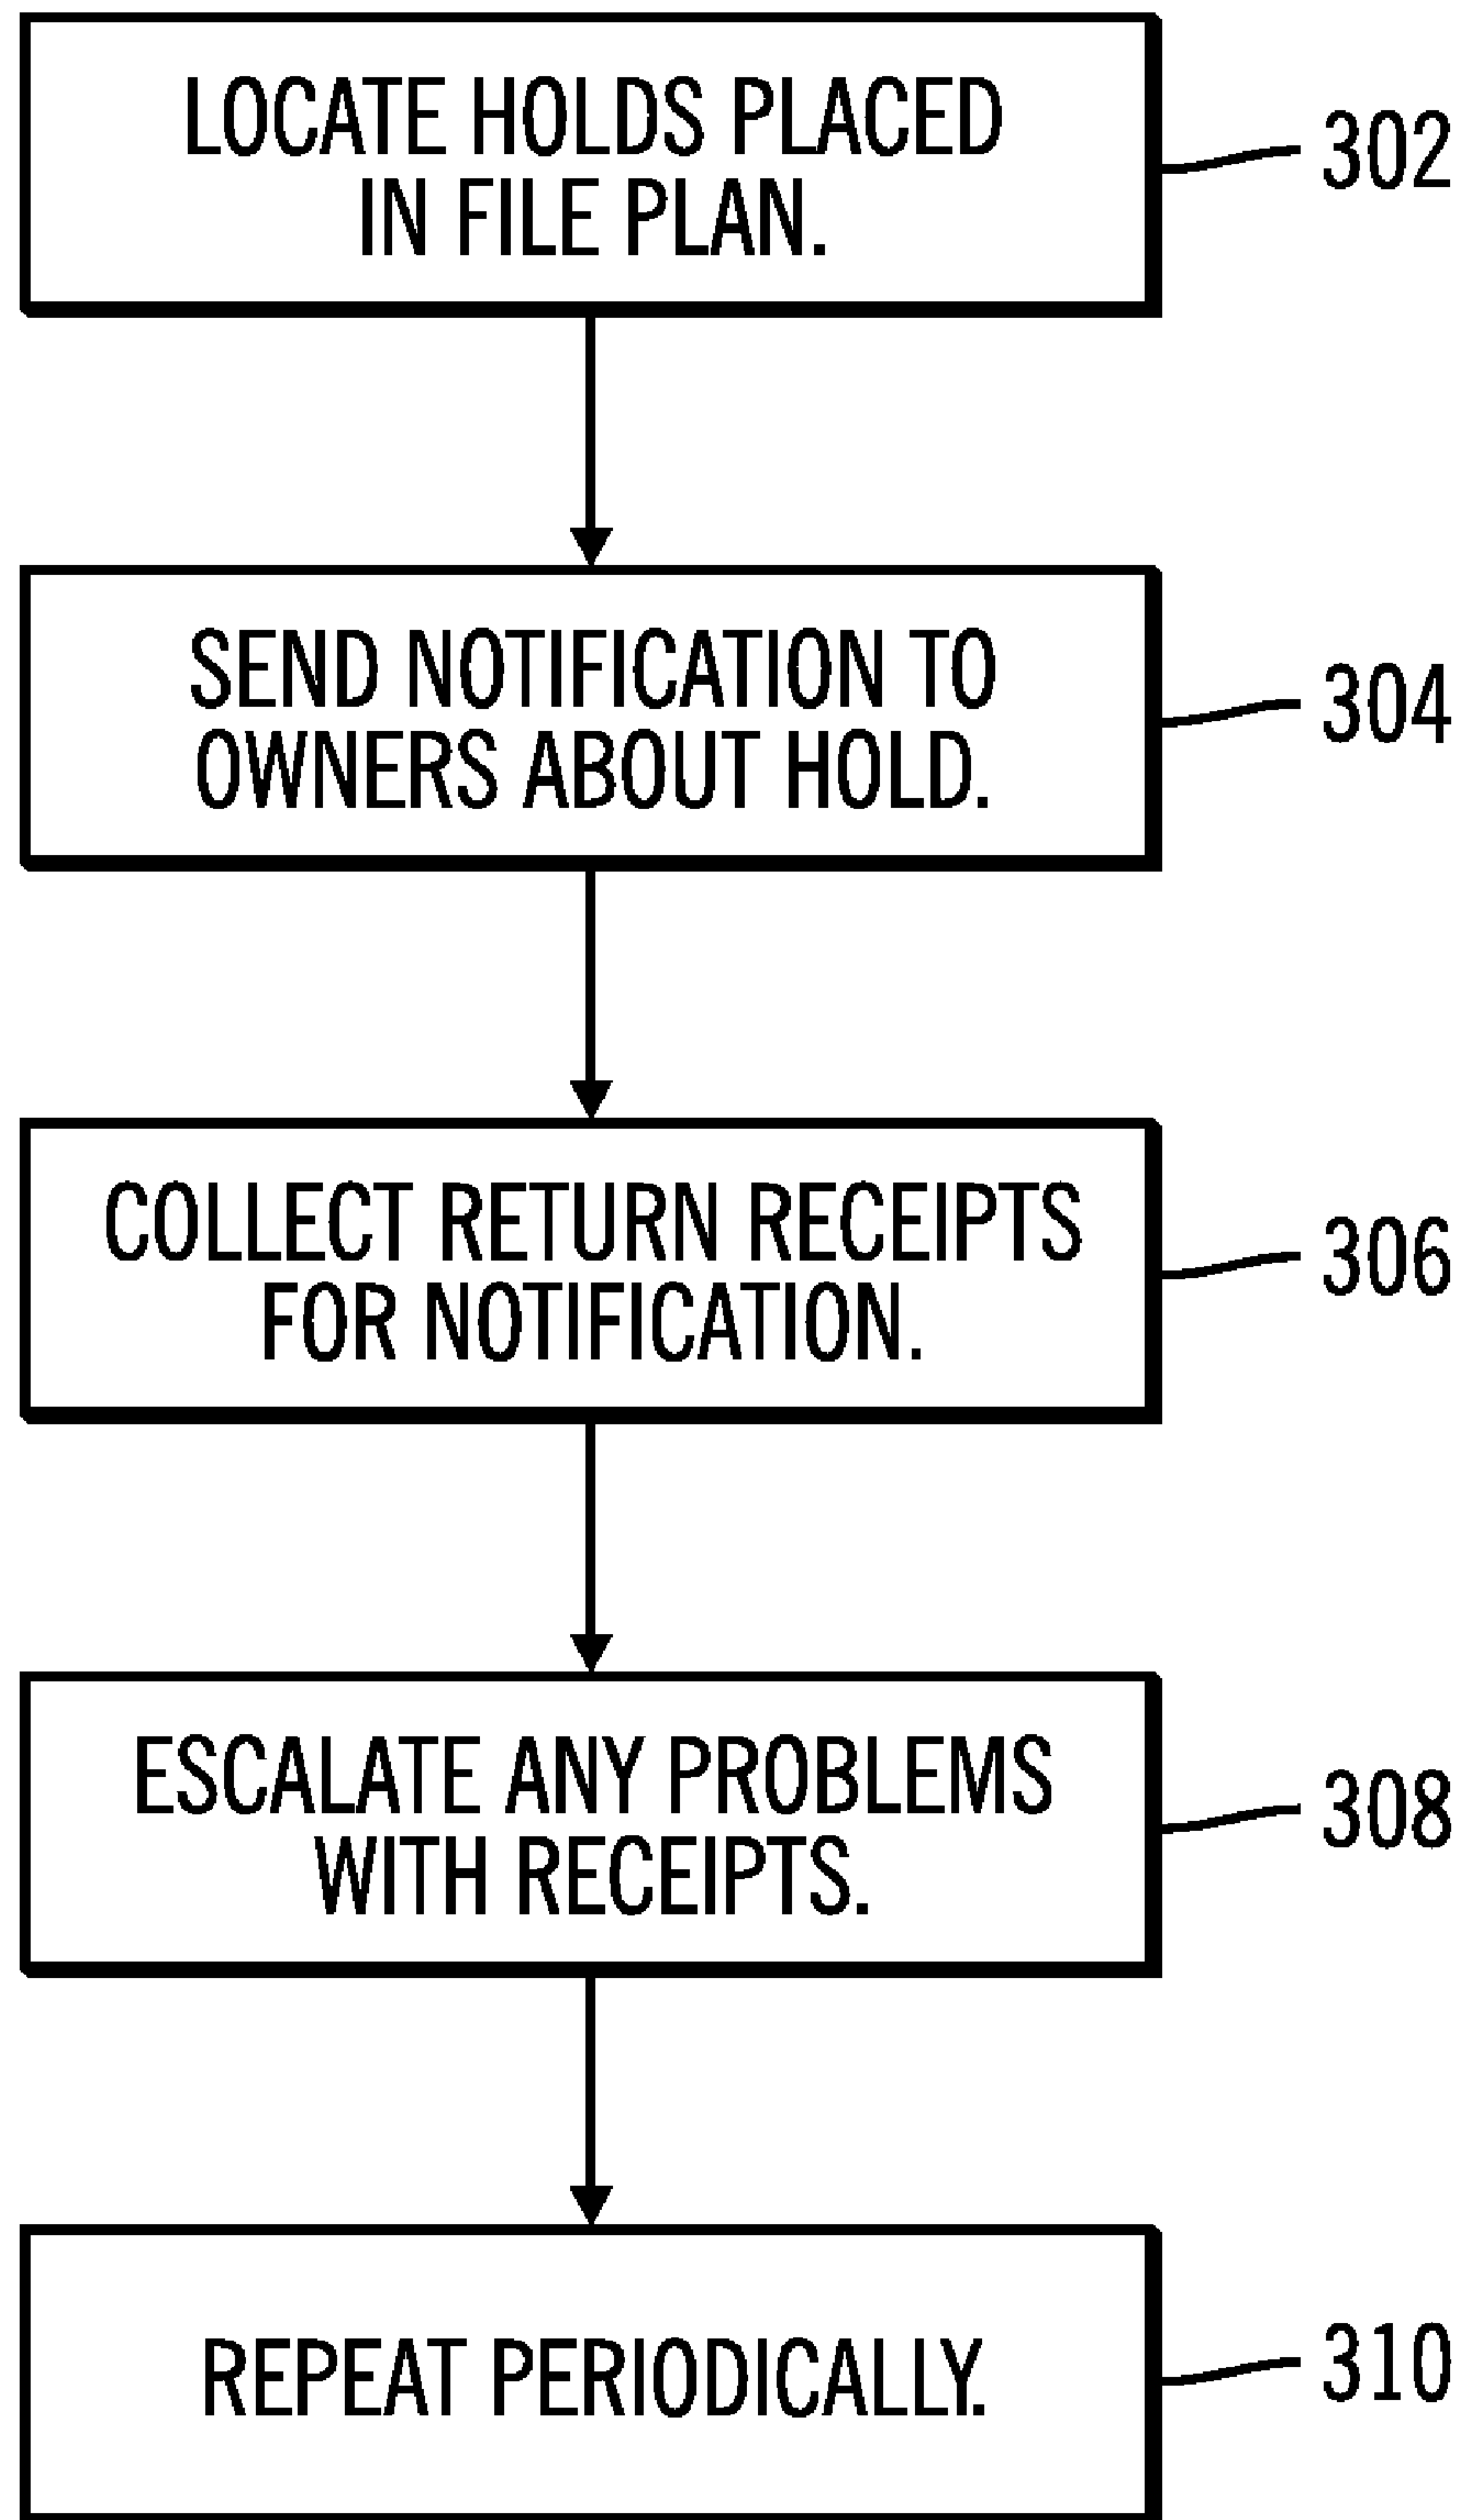 LOCATE HOLDS PLACED
IN FILE PLAN.
302
SEND NOTIFICATION TO
OWNERS ABOUT HOLD.
304
COLLECT RETURN RECEIPTS
FOR NOTIFICATION.
306
ESCALATE ANY PROBLEMS
WITH RECEIPTS.
308
REPEAT PERIODICALLY.
310